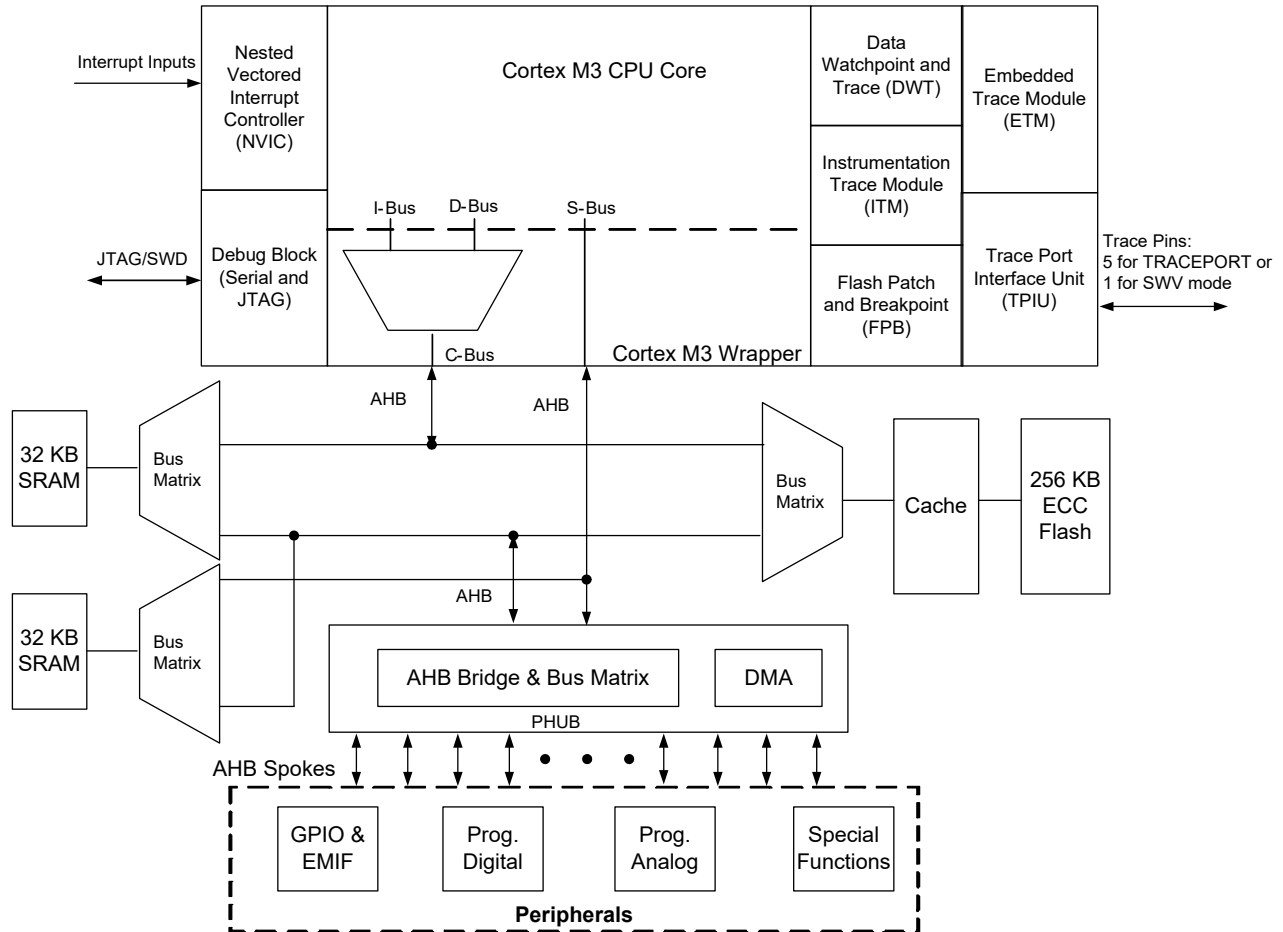 Interrupt Inputs
Nested
Vectored
Interrupt
Controller
(NVIC)
Cortex M3 CPU Core
Data
Watchpoint and
Trace (DWT)
Embedded
Trace Module
(ETM)
Instrumentation
Trace Module
(ITM)
I-Bus
D-Bus
S-Bus
JTAG/SWD
Debug Block
(Serial and
JTAG)
Flash Patch
and Breakpoint
(FPB)
Trace Port
Interface Unit
(TPIU)
Trace Pins:
5 for TRACEPORT or
1 for SWV mode
C-Bus
Cortex M3 Wrapper
AHB
AHB
32 KB
SRAM
Bus
Matrix
Bus
Matrix
Cache
256 KB
ECC
Flash
AHB
32 KB
SRAM
Bus
Matrix
AHB Bridge & Bus Matrix
DMA
PHUB
AHB Spokes
GPIO &
EMIF
Prog.
Digital
Prog.
Analog
Special
Functions
Peripherals